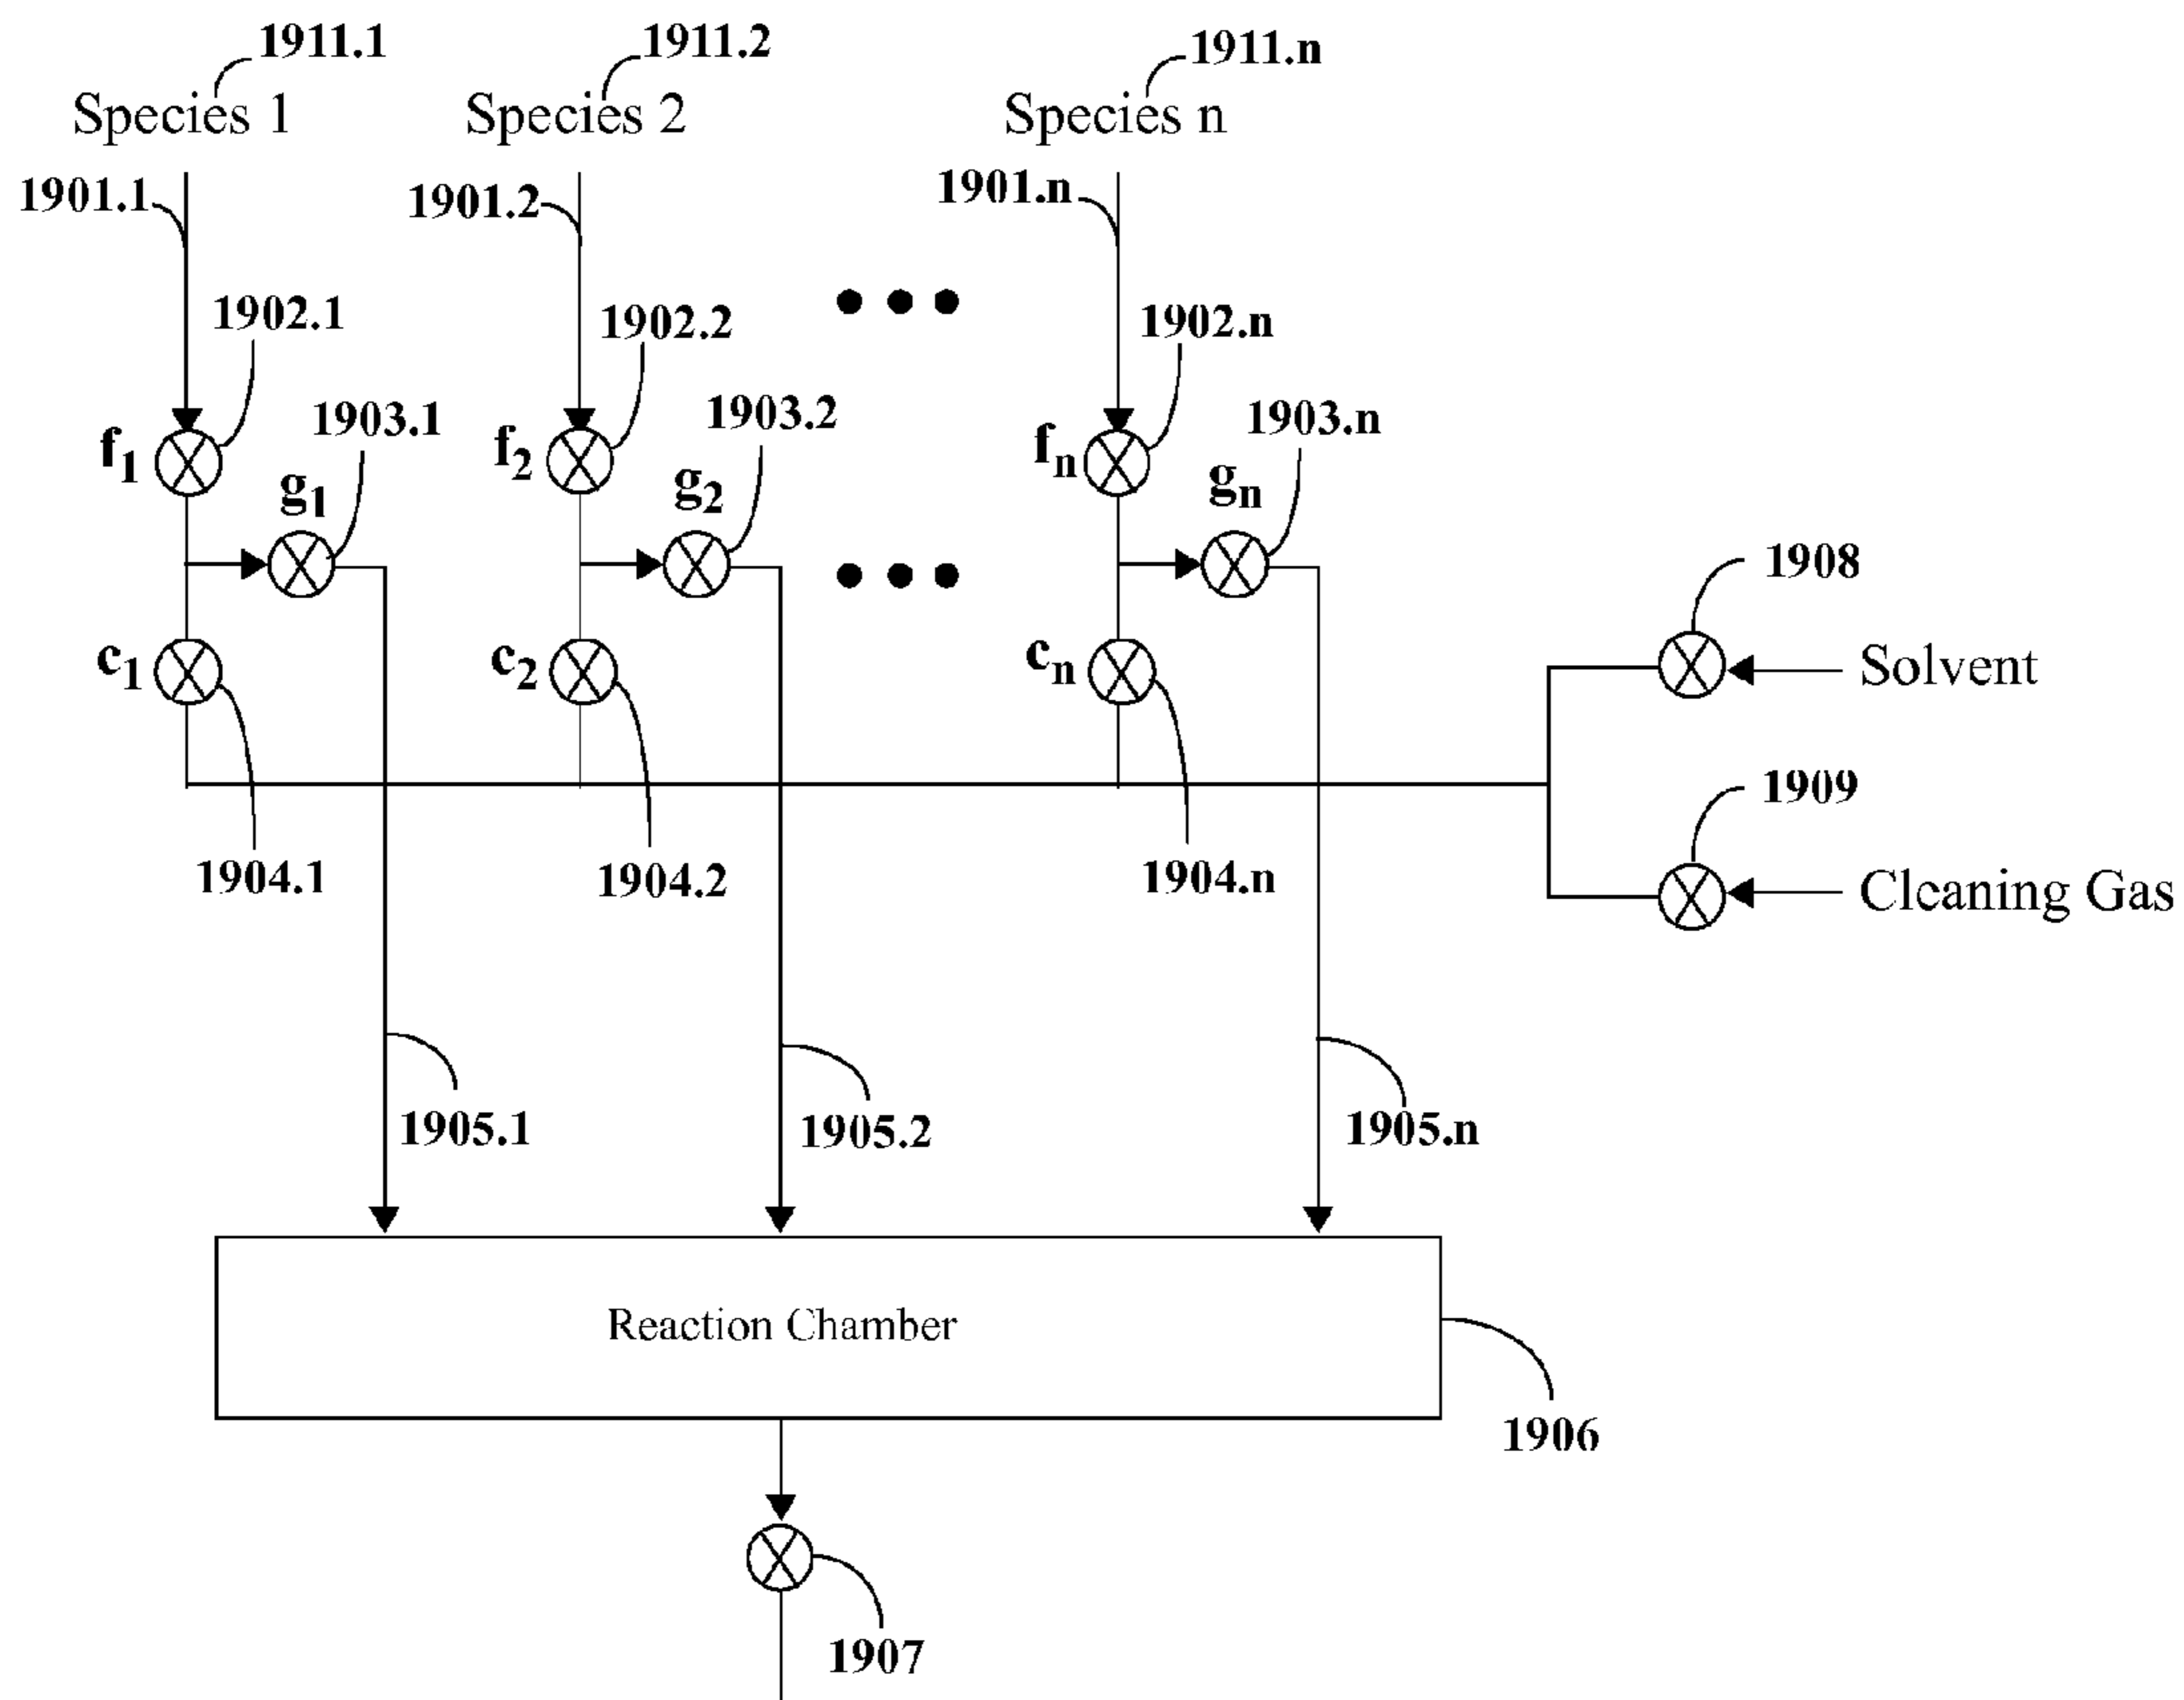 1911.1
1911.2
1911.n
Species 1
Species 2
Species n
1901.1
1901.2
1901.n
1902.1
1902.2
1902.n
1903.1
1903.2
1903.n
f1
f2
fn
g1
g2
gn
1908
c1
c2
cn
Solvent
1909
1904.1
1904.2
1904.n
Cleaning Gas
1905.1
1905.2
1905.n
Reaction Chamber
1906
1907